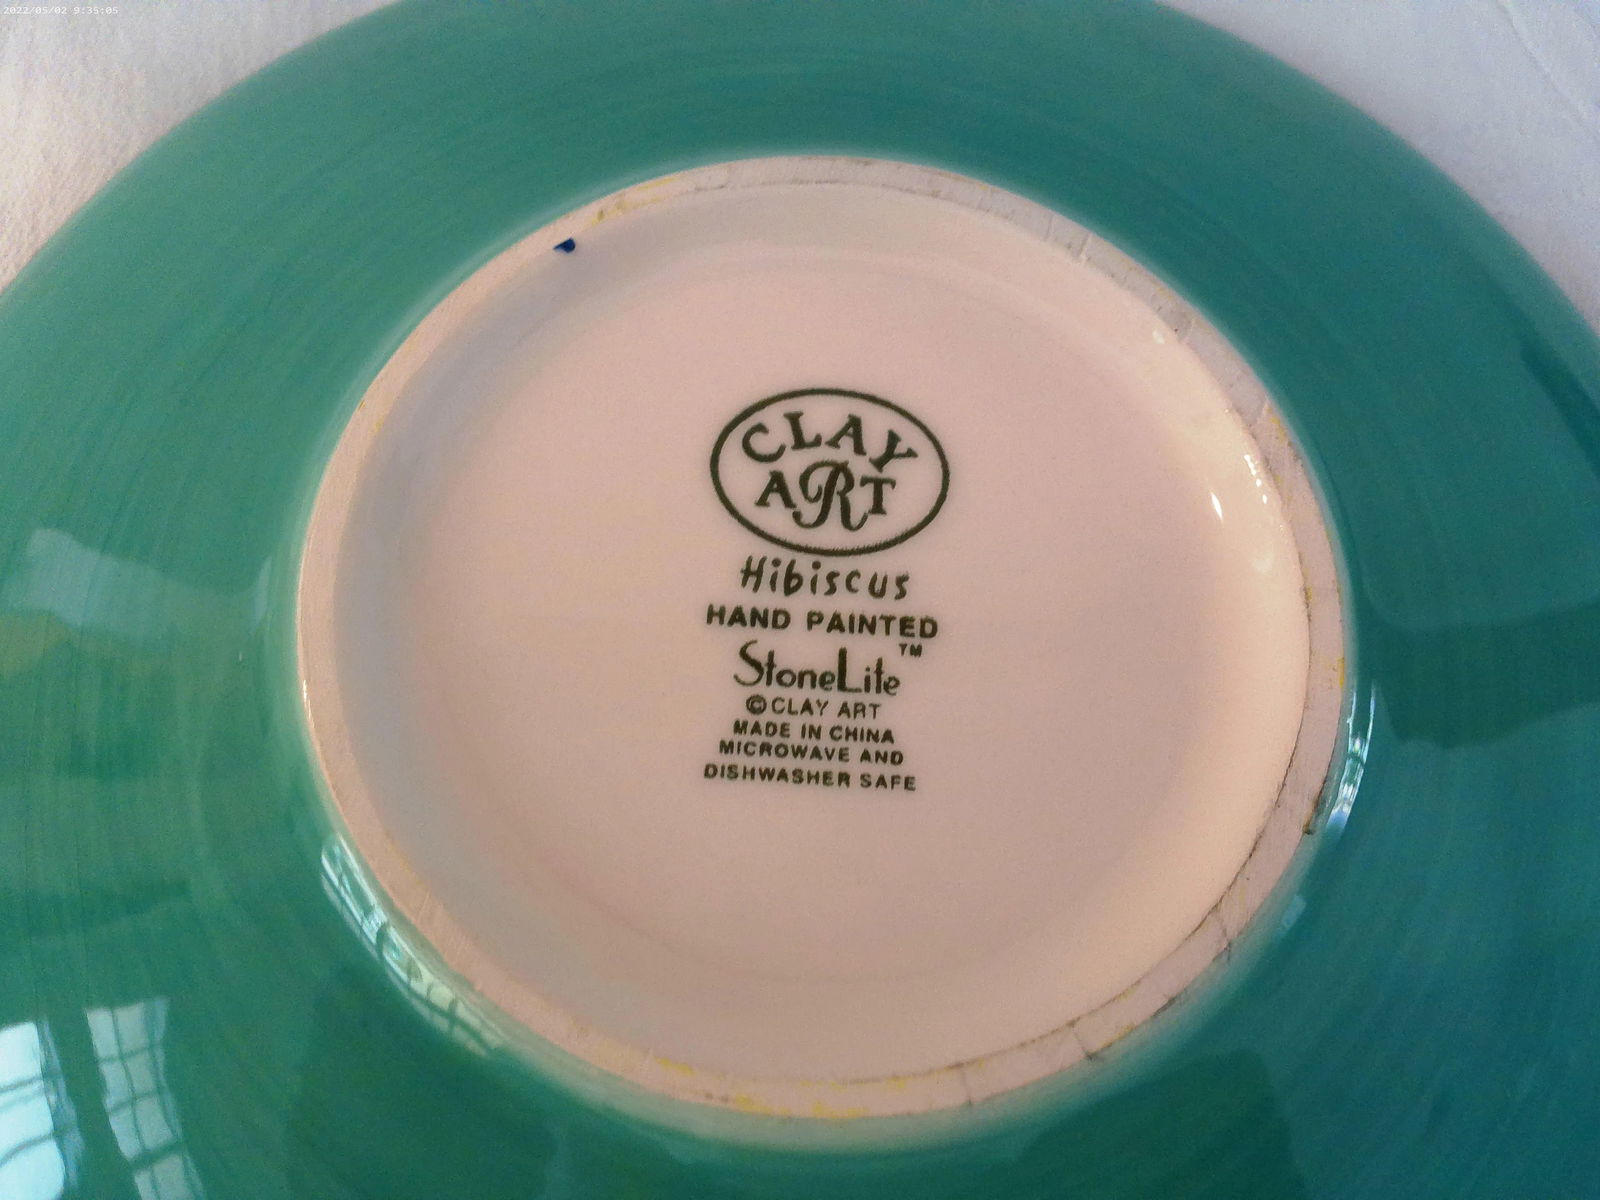 2022/05/02 9:35:05
CLAY
ART
Hibiscus
HAND PAINTED
StoneLite™
©CLAY ART
MADE IN CHINA
MICROWAVE AND
DISHWASHER SAFE